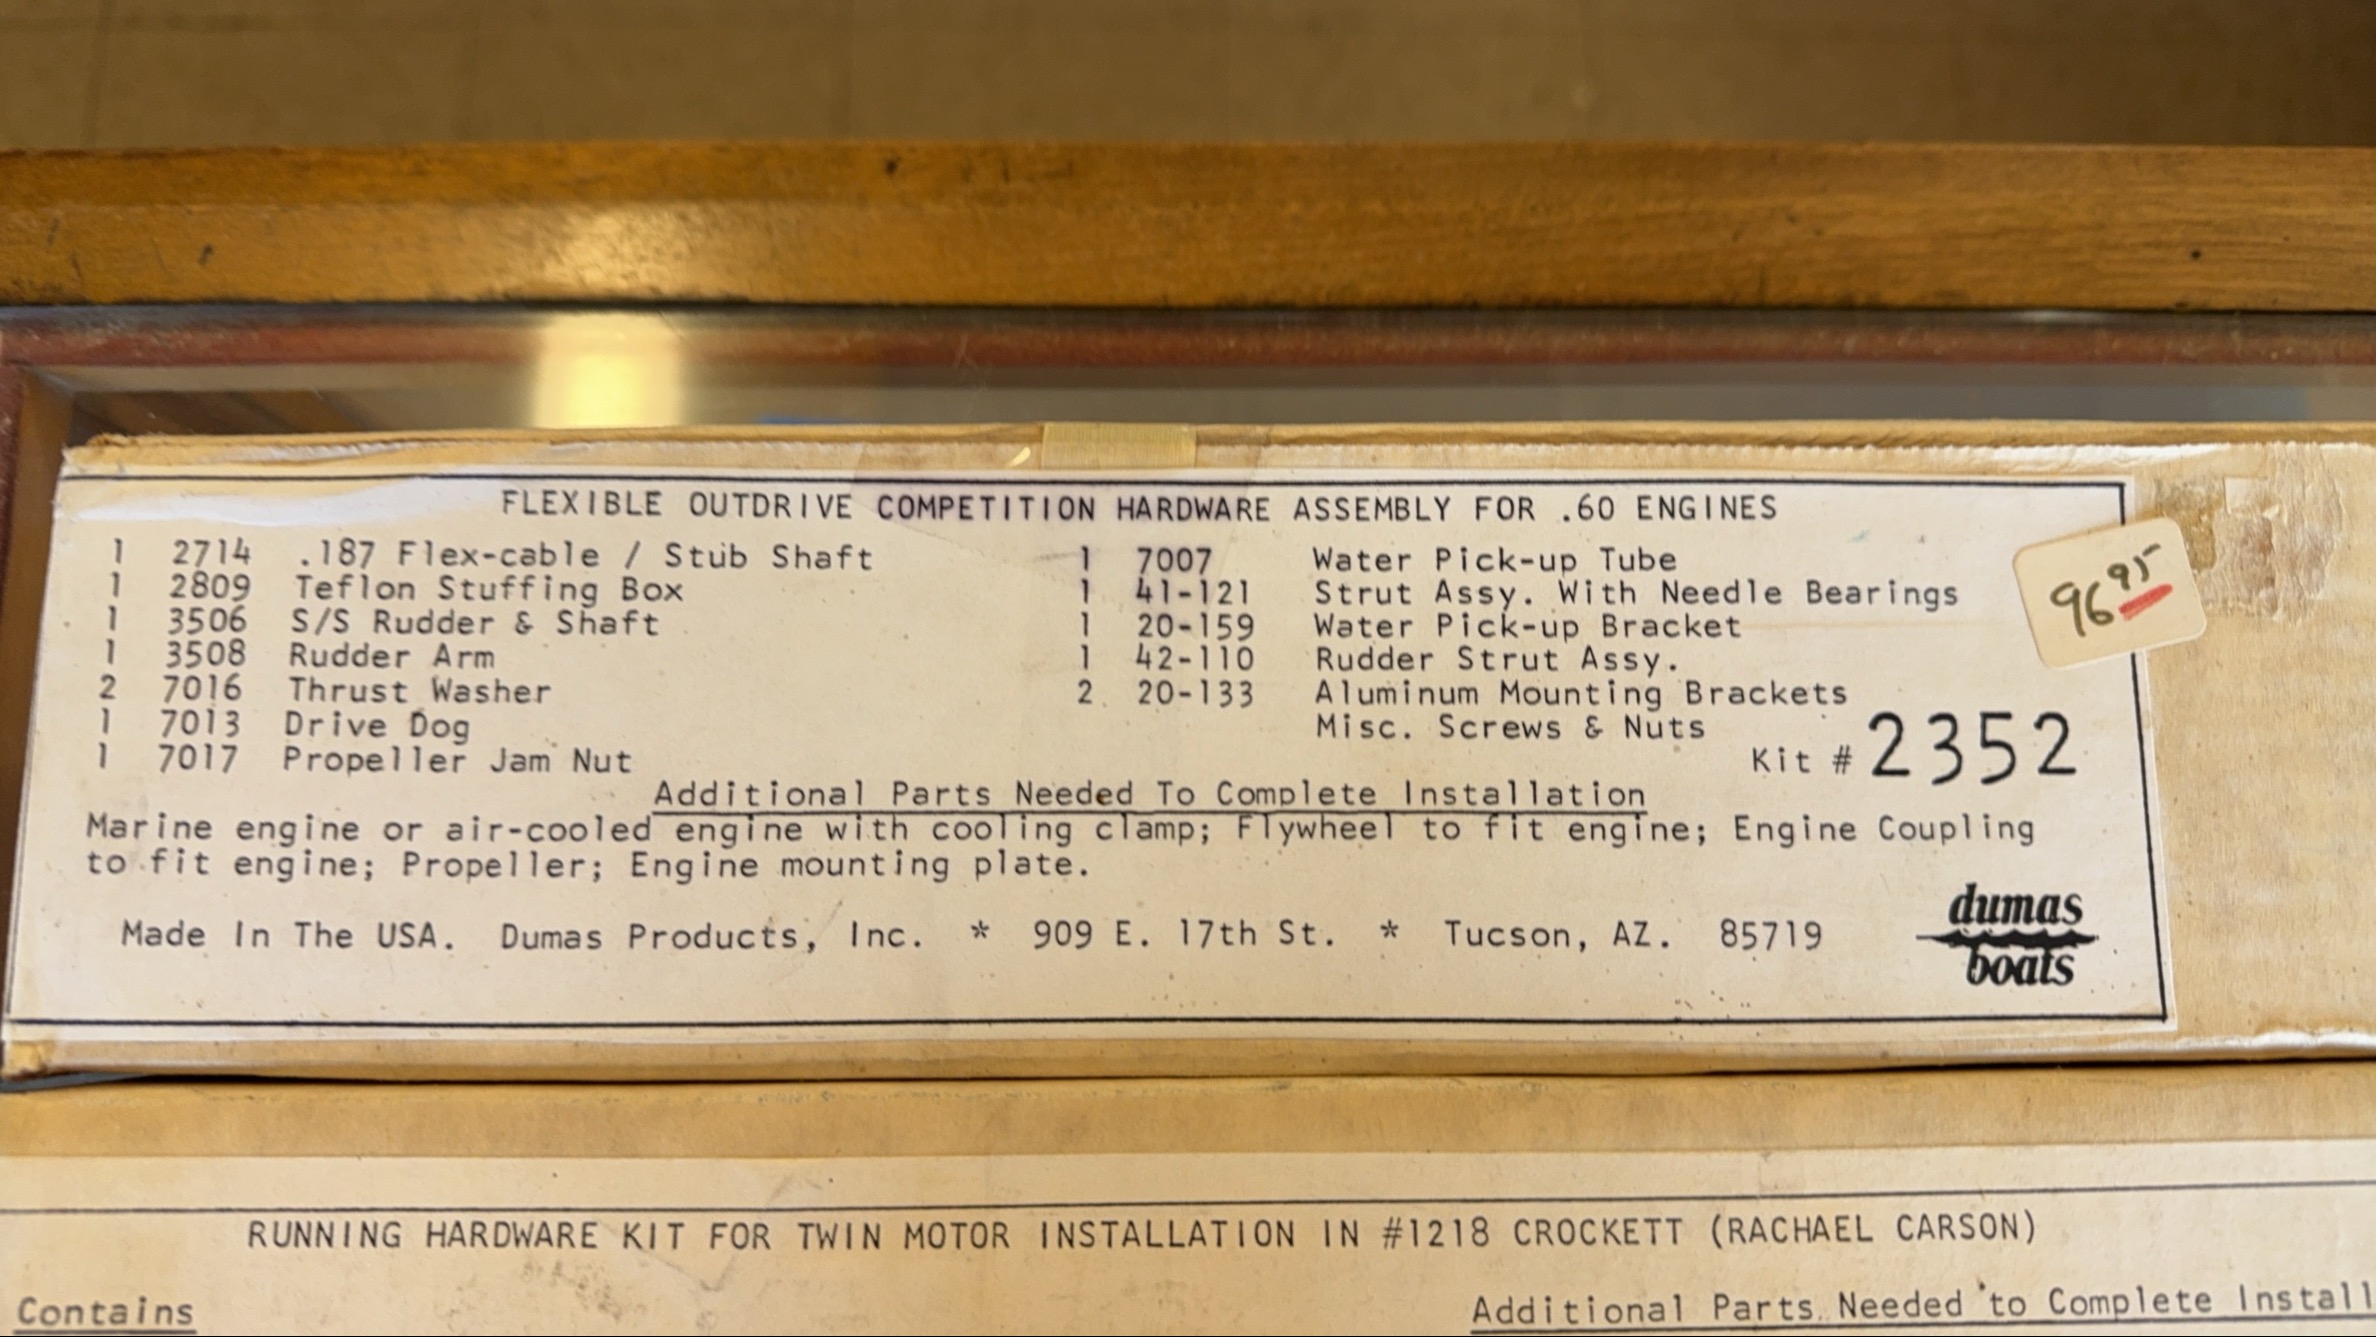 FLEXIBLE OUTDRIVE COMPETITION HARDWARE ASSEMBLY FOR .60 ENGINES
1 2714 .187 Flex-cable / Stub Shaft
1 2809 Teflon Stuffing Box
1 3506 S/S Rudder & Shaft
1 3508 Rudder Arm
2 7016 Thrust Washer
1 7013 Drive Dog
1 7017 Propeller Jam Nut
1 7007 Water Pick-up Tube
1 41-121 Strut Assy. With Needle Bearings
1 20-159 Water Pick-up Bracket
1 42-110 Rudder Strut Assy.
2 20-133 Aluminum Mounting Brackets
Misc. Screws & Nuts
Kit # 2352
96 95
Additional Parts Needed To Complete Installation
Marine engine or air-cooled engine with cooling clamp; Flywheel to fit engine; Engine Coupling
to fit engine; Propeller; Engine mounting plate.
Made In The USA. Dumas Products, Inc. * 909 E. 17th St. * Tucson, AZ. 85719
dumas
boats
RUNNING HARDWARE KIT FOR TWIN MOTOR INSTALLATION IN #1218 CROCKETT (RACHAEL CARSON)
Contains
Additional Parts Needed to Complete Install